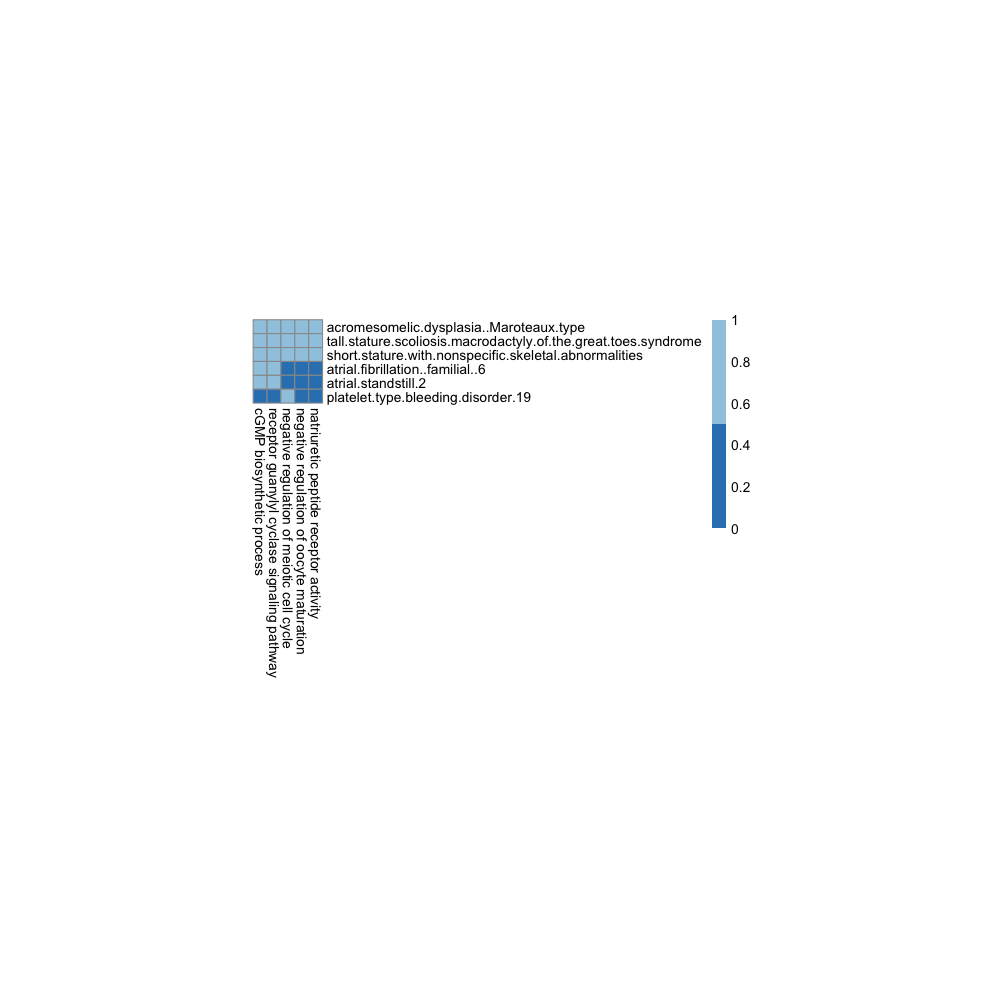 acromesomelic.dysplasia..Maroteaux.type
tall.stature.scoliosis.macrodactyly.of.the.great.toes.syndrome
short.stature.with.nonspecific.skeletal.abnormalities
atrial.fibrillation..familial..6
atrial.standstill.2
platelet.type.bleeding.disorder.19
cGMP biosynthetic process
receptor guanylyl cyclase signaling pathway
negative regulation of meiotic cell cycle
negative regulation of oocyte maturation
natriuretic peptide receptor activity
1
0.8
0.6
0.4
0.2
0